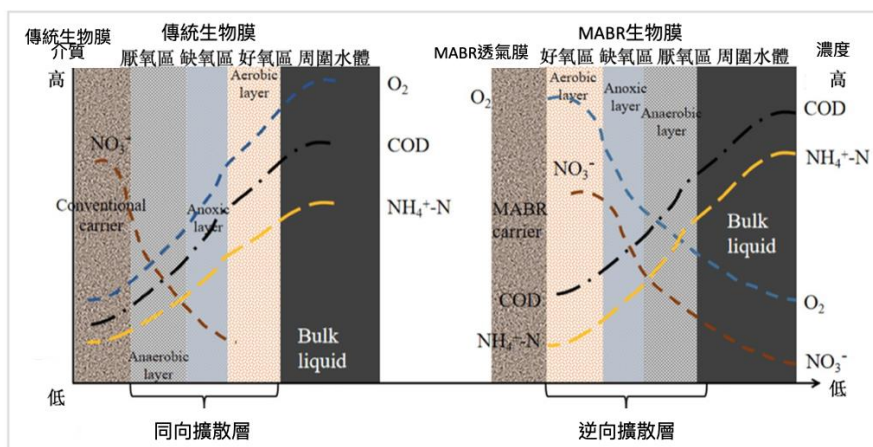 傳統生物膜
介質
傳統生物膜
厭氧區 缺氧區 好氧區 周圍水體
高
低
Aerobic
layer
NO₃⁻
Conventional carrier
Anoxic
layer
Anaerobic
layer
Bulk
liquid
O₂
COD
NH₄⁺-N
同向擴散層
MABR生物膜
MABR透氣膜 好氧區 缺氧區 厭氧區 周圍水體
濃度
高
低
O₂
Aerobic
layer
Anoxic
layer
Anaerobic
layer
NO₃⁻
MABR
carrier
COD
NH₄⁺-N
Bulk
liquid
COD
NH₄⁺-N
O₂
NO₃⁻
逆向擴散層